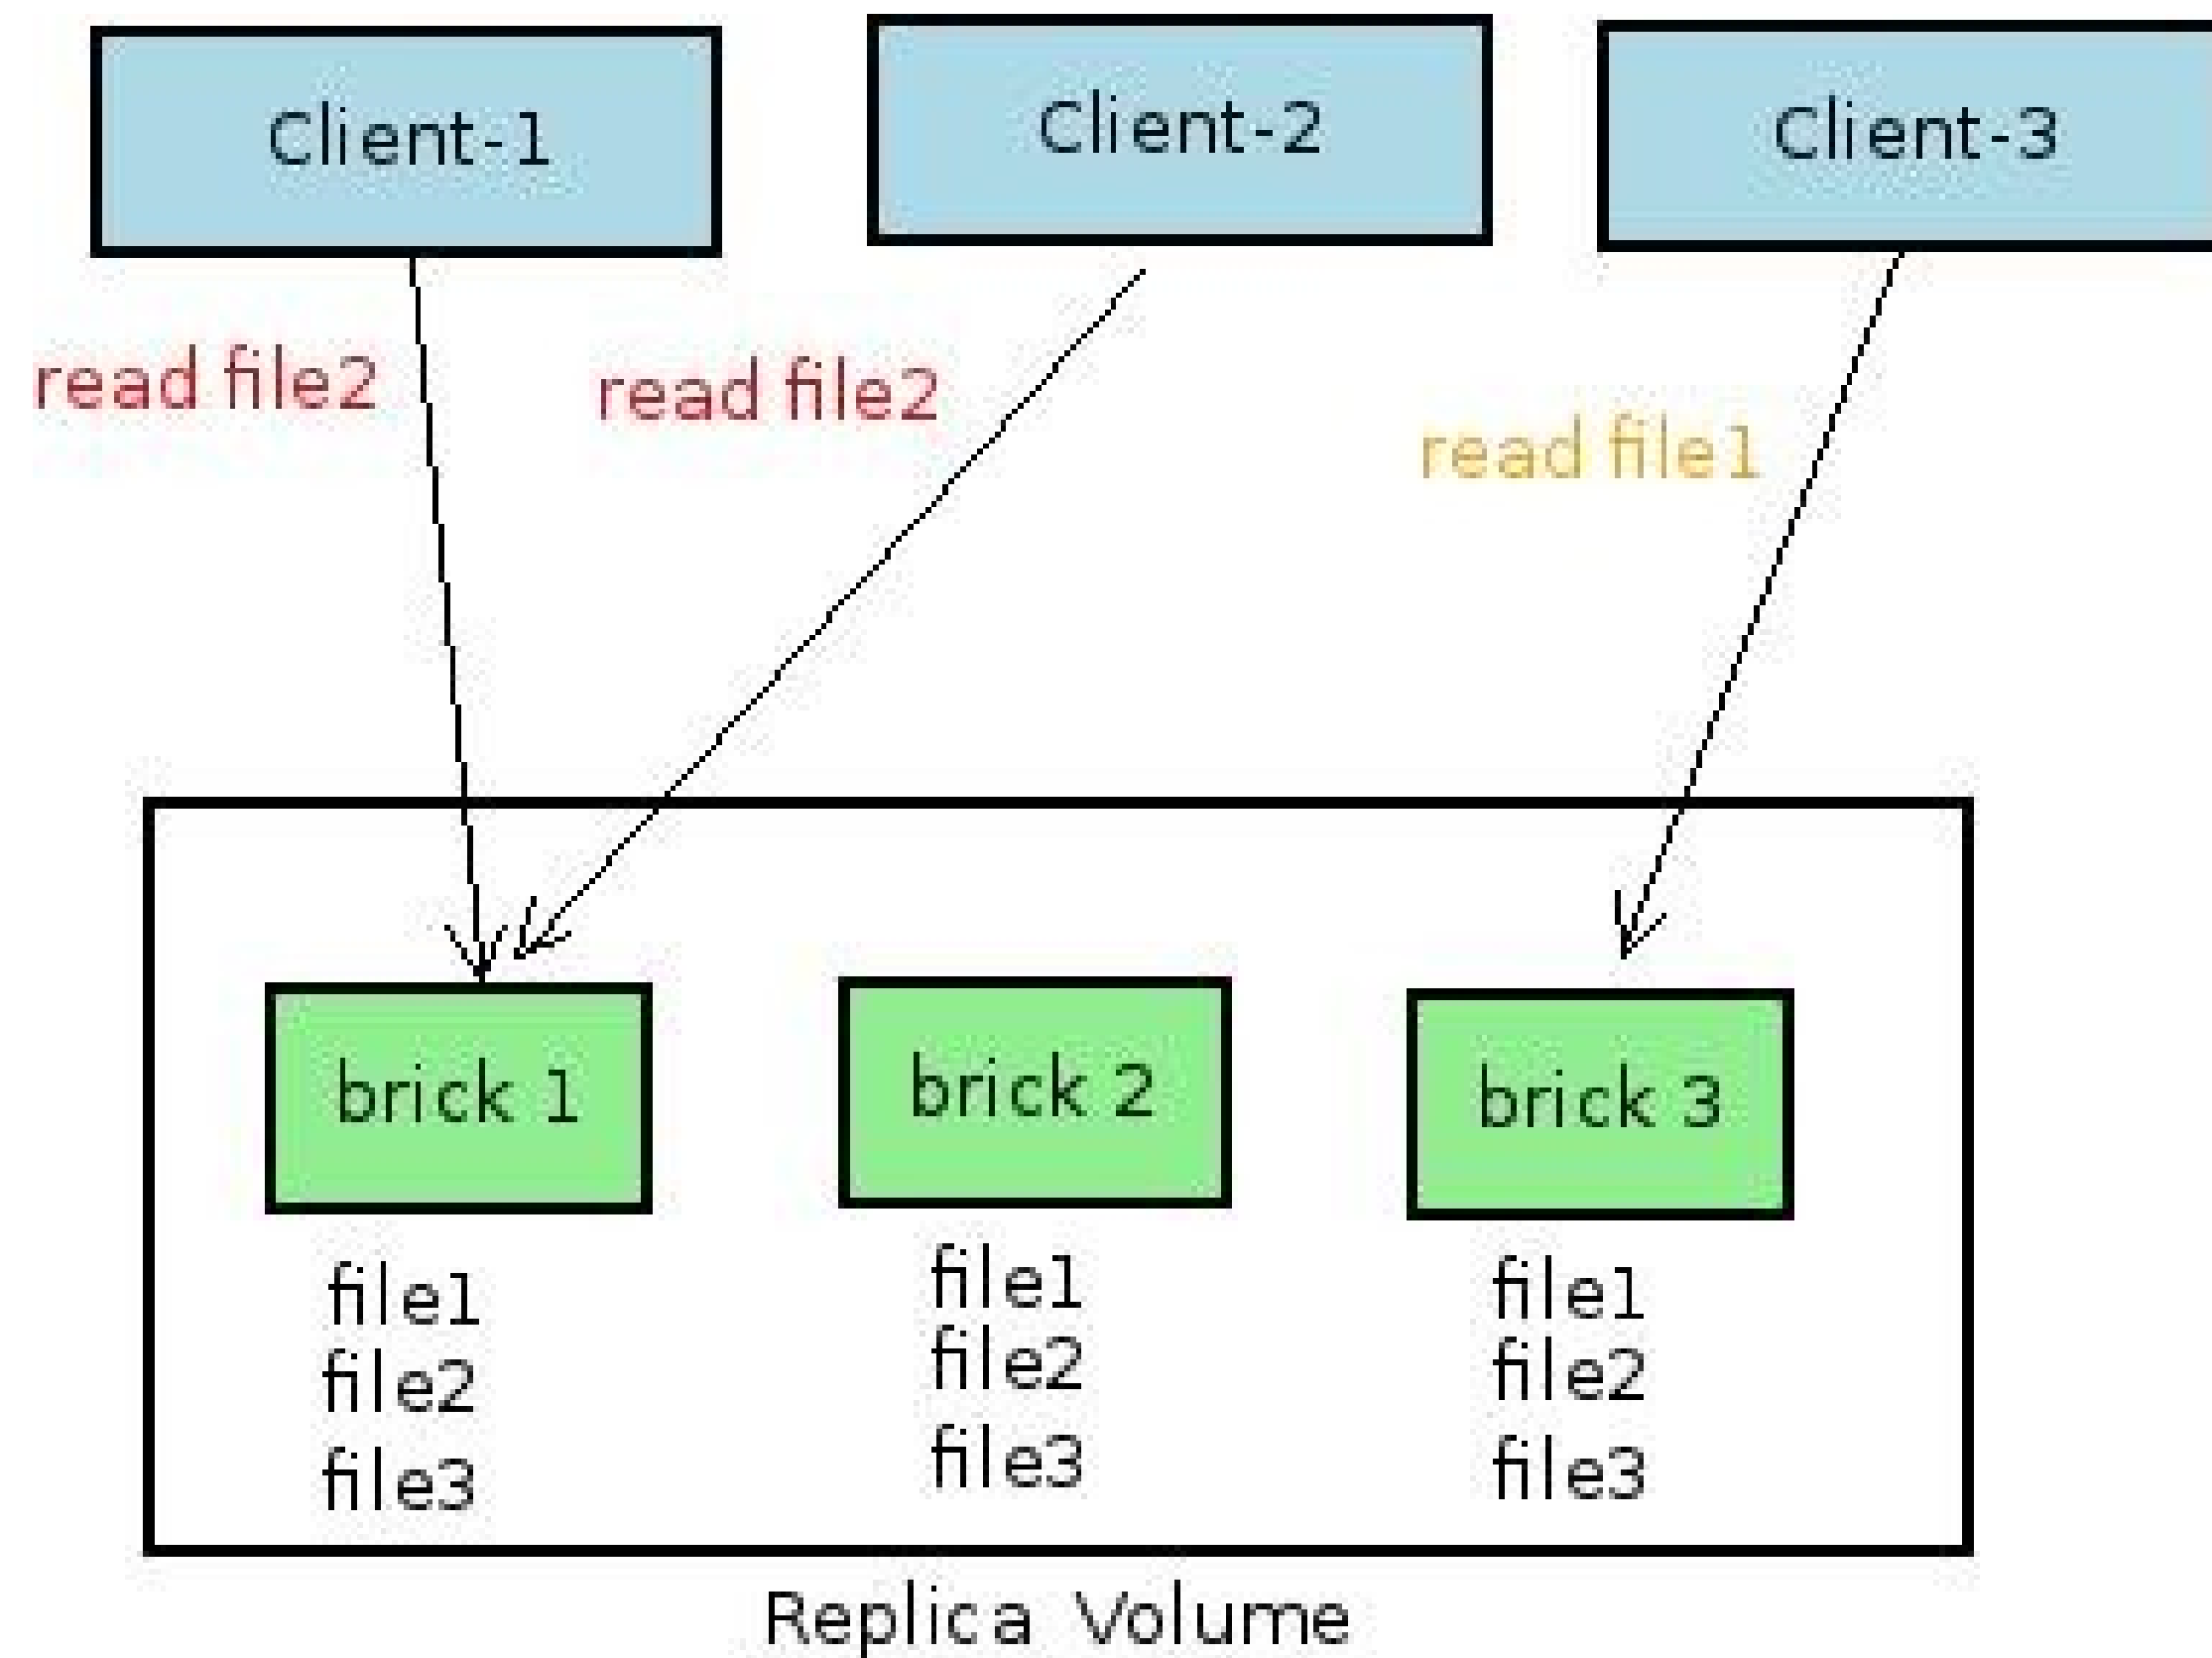 Client-1
Client-2
Client-3
read file2
read file2
read file1
brick 1
brick 2
brick 3
file1
file2
file3
file1
file2
file3
file1
file2
file3
Replica Volume